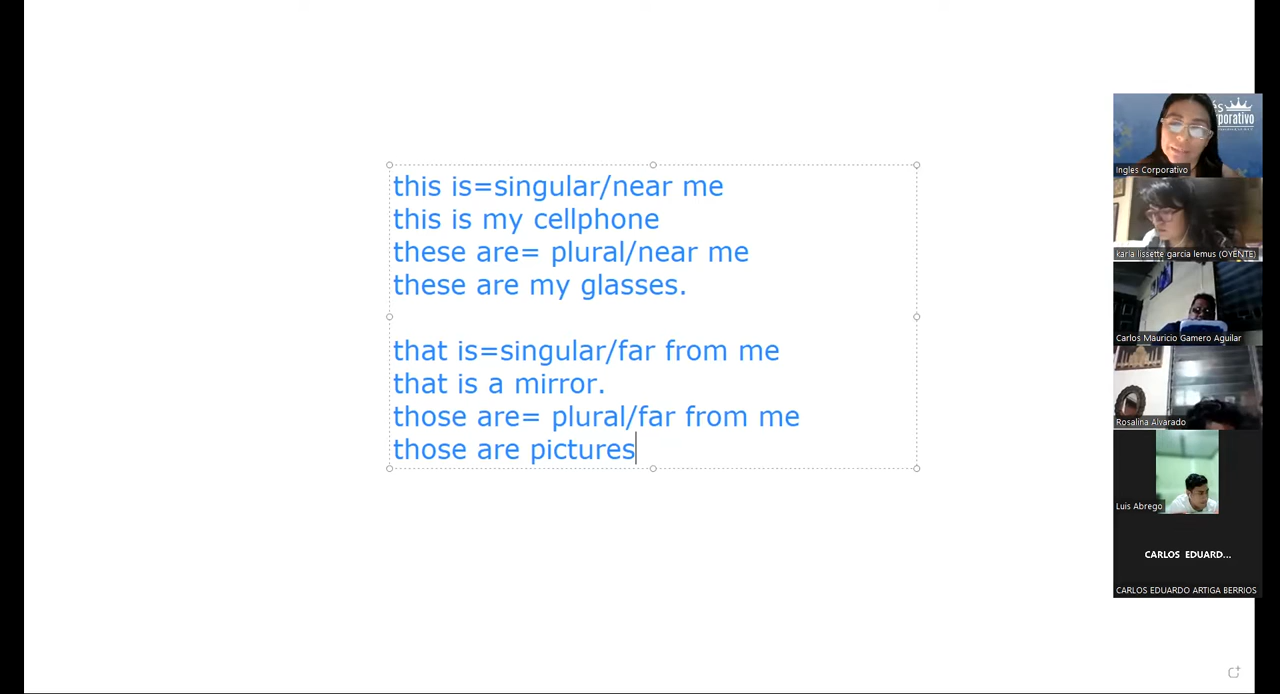 this is=singular/near me
this is my cellphone
these are= plural/near me
these are my glasses.
that is=singular/far from me
that is a mirror.
those are= plural/far from me
those are pictures
Ingles Corporativo
karla lissette garcia lemus (OYENTE)
Carlos Mauricio Gamero Aguilar
Rosalina Alvarado
Luis Abrego
CARLOS EDUARD...
CARLOS EDUARDO ARTIGA BERRIOS